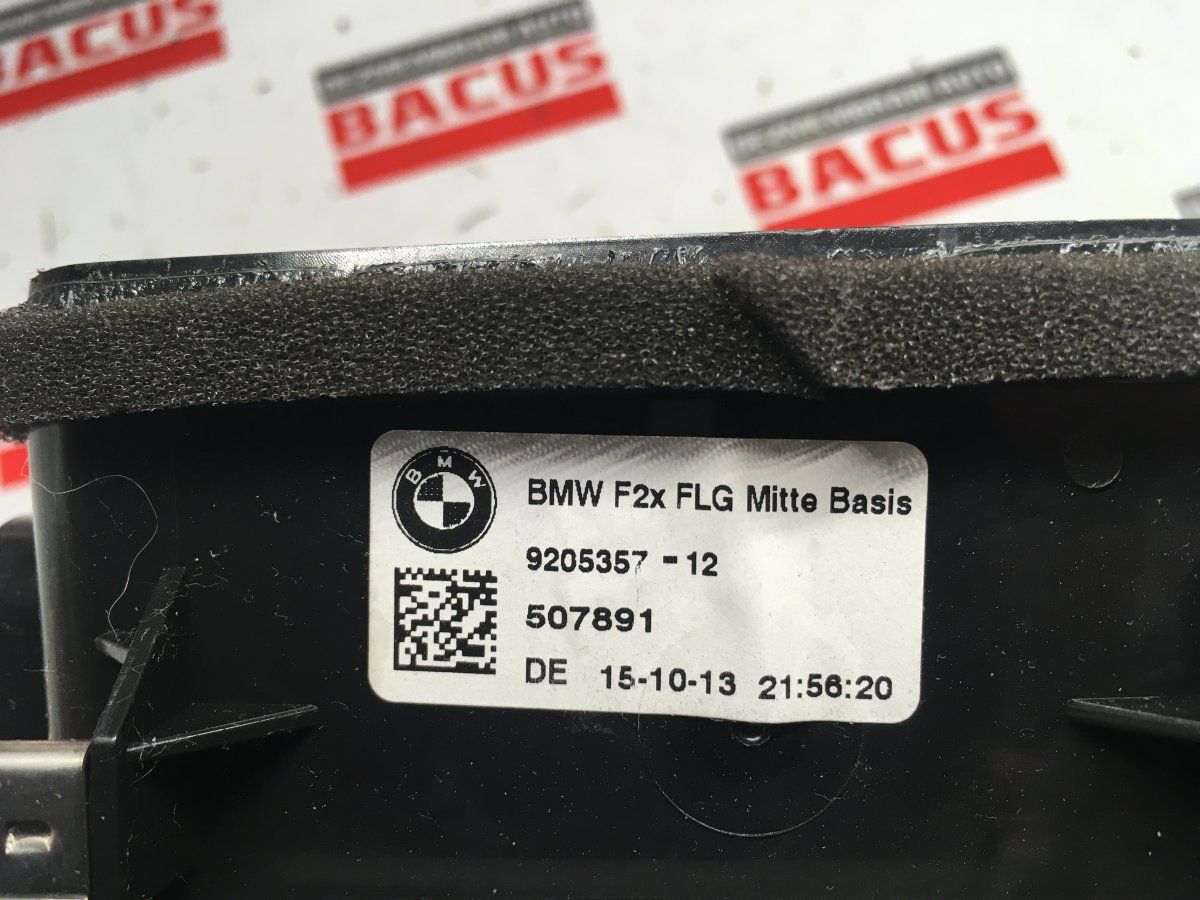 BACUS
BACUS
BACUS
BMW
BMW F2x FLG Mitte Basis
9205357 - 12
507891
DE 15-10-13 21:56:20